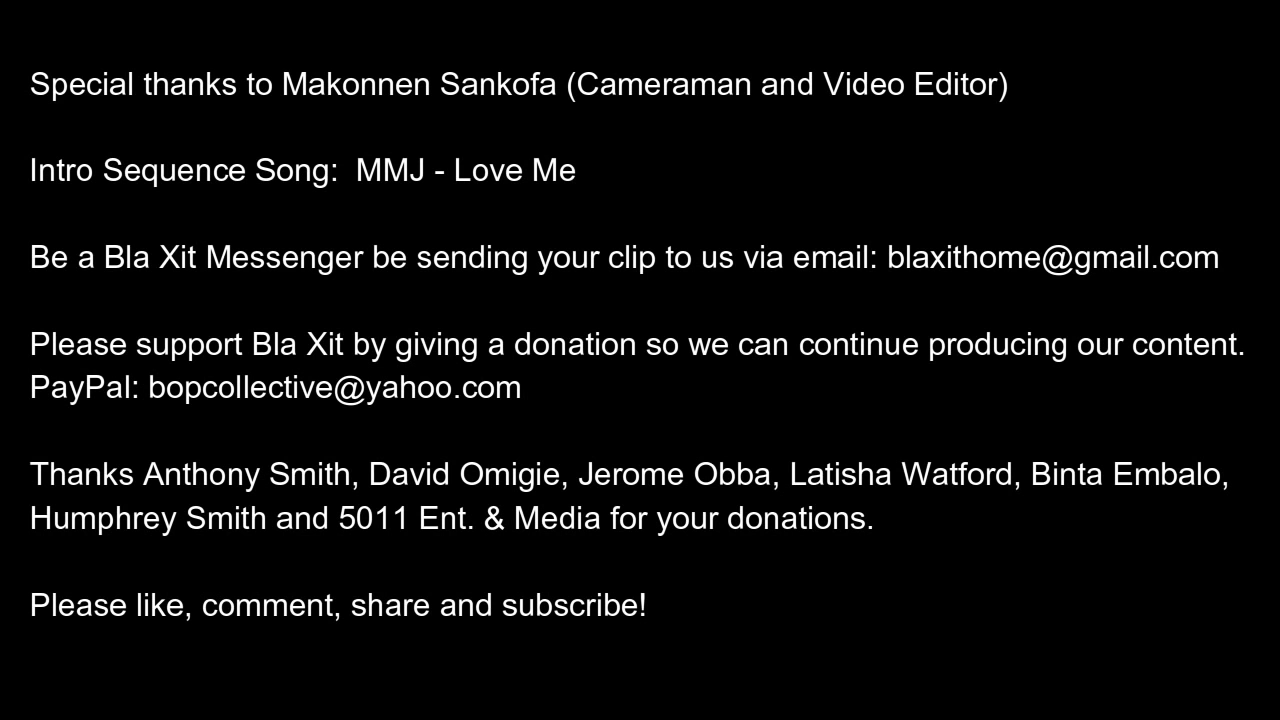 Special thanks to Makonnen Sankofa (Cameraman and Video Editor)
Intro Sequence Song:  MMJ - Love Me
Be a Bla Xit Messenger be sending your clip to us via email: blaxithome@gmail.com
Please support Bla Xit by giving a donation so we can continue producing our content.
PayPal: bopcollective@yahoo.com
Thanks Anthony Smith, David Omigie, Jerome Obba, Latisha Watford, Binta Embalo,
Humphrey Smith and 5011 Ent. & Media for your donations.
Please like, comment, share and subscribe!